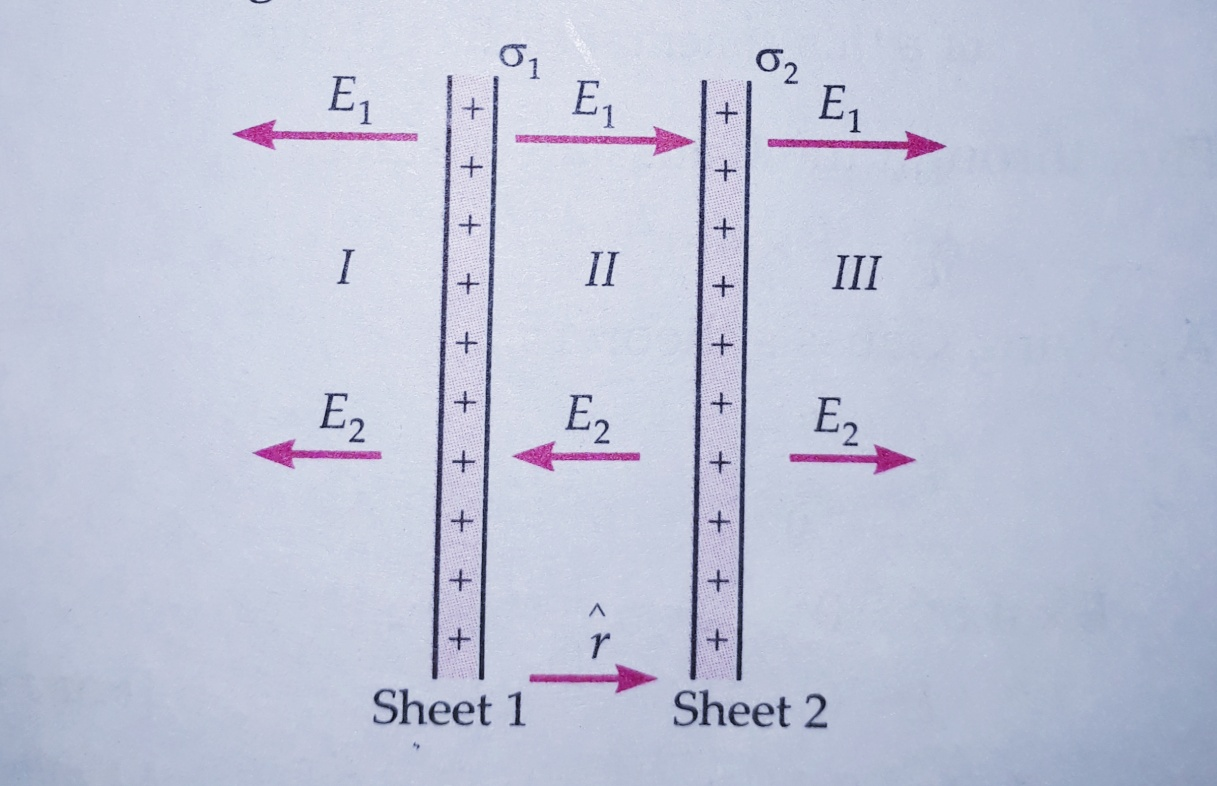 σ₁
σ₂
E₁
E₁
E₁
+ +
+ +
+ +
I II III
+ +
+ +
+ +
E₂
E₂
E₂
+ +
+ +
+ +
+ +
r̂
Sheet 1
Sheet 2